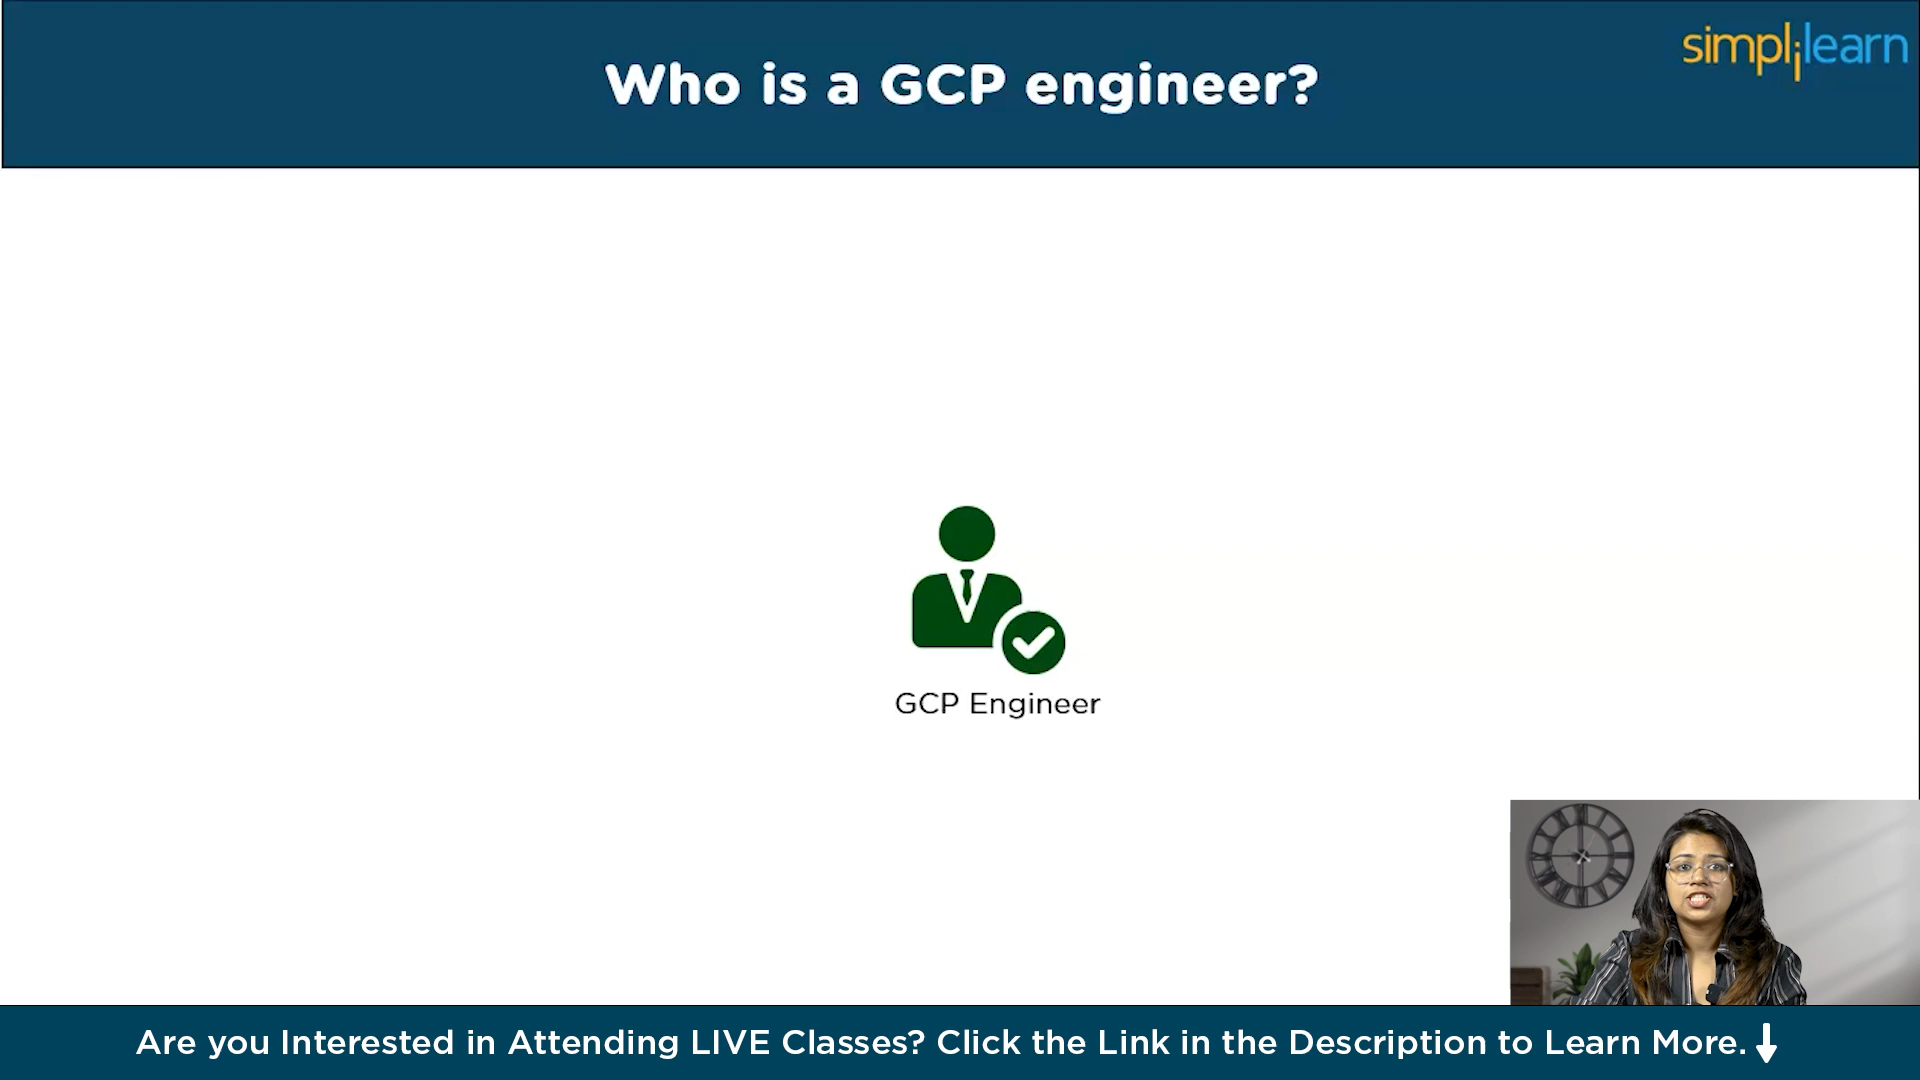 Who is a GCP engineer?
simplilearn
GCP Engineer
Are you Interested in Attending LIVE Classes? Click the Link in the Description to Learn More.